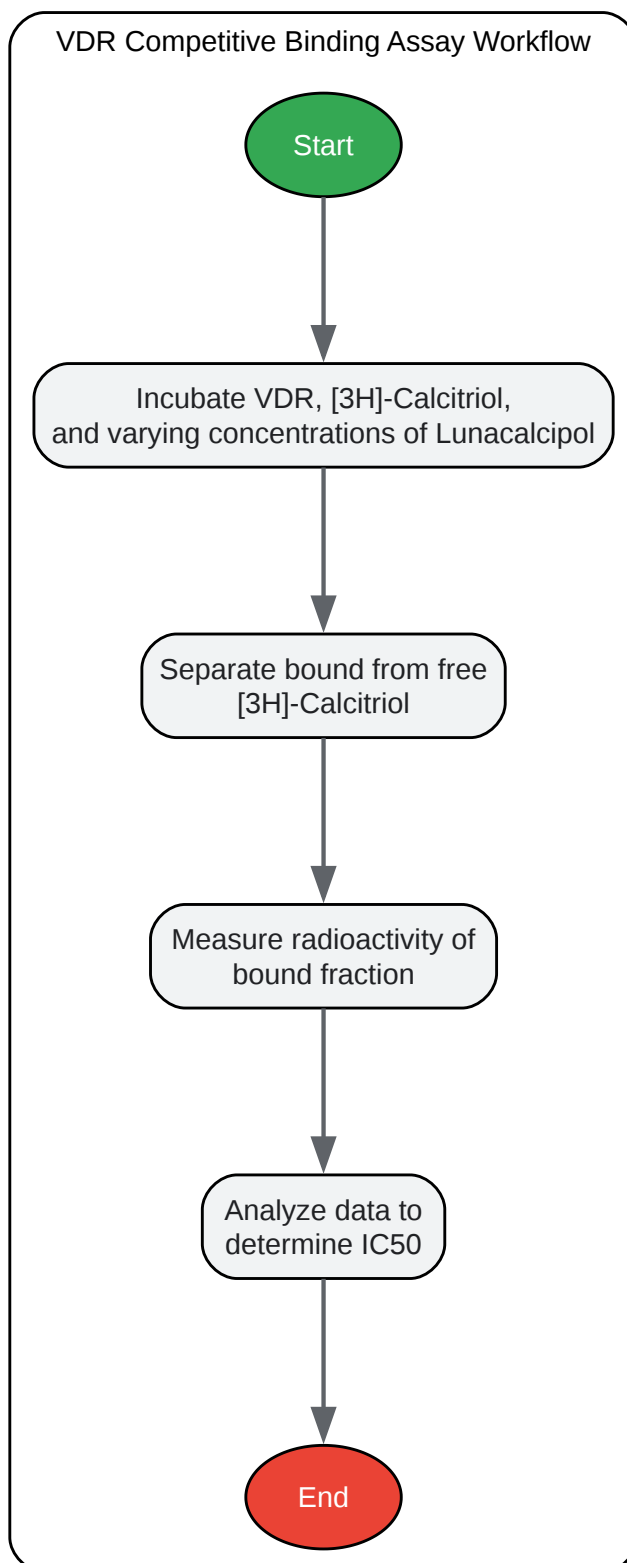 VDR Competitive Binding Assay Workflow
Start
Incubate VDR, [3H]-Calcitriol,
and varying concentrations of Lunacalcipol
Separate bound from free
[3H]-Calcitriol
Measure radioactivity of
bound fraction
Analyze data to
determine IC50
End